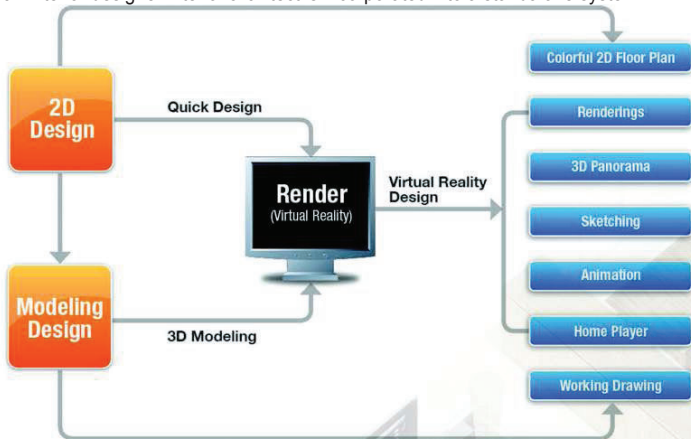 Colorful 2D Floor Plan
2D
Design
Quick Design
Renderings
3D Panorama
Render
(Virtual Reality)
Virtual Reality
Design
Sketching
Animation
Modeling
Design
3D Modeling
Home Player
Working Drawing